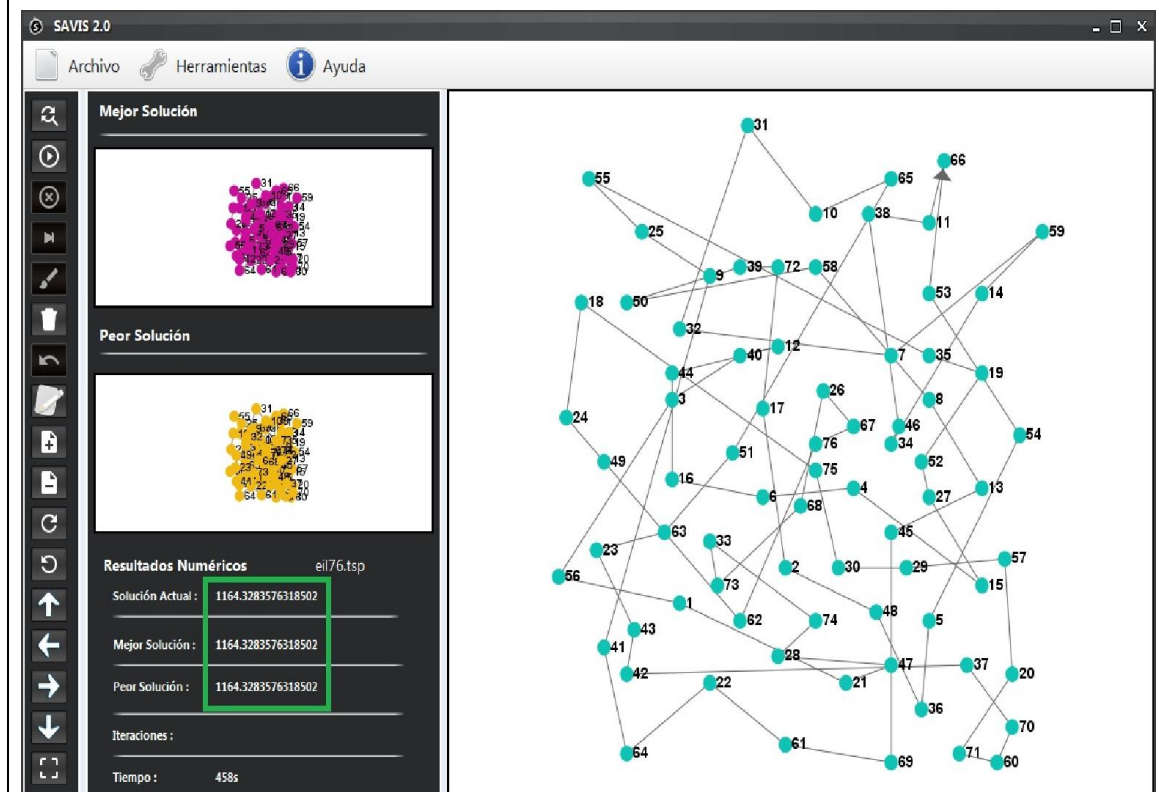 SAVIS 2.0
Archivo Herramientas Ayuda
Mejor Solución
Peor Solución
Resultados Numéricos eil76.tsp
Solución Actual : 1164.3283576318502
Mejor Solución : 1164.3283576318502
Peor Solución : 1164.3283576318502
Iteraciones :
Tiempo : 458s
31
66
55 65
10 38 11
25 59
9 39 72 58
18 50 53 14
32
40 12 7 35
44 19
3 17 26 8
24 67 46
76 34 54
49 51 75 52
16 6 4 27 13
68
63 33 45
23 57
56 73 2 30 29 15
1
62 74 48 5
43
41 28 47 37
42 22 21 20
36
70
64 61 69 71 60